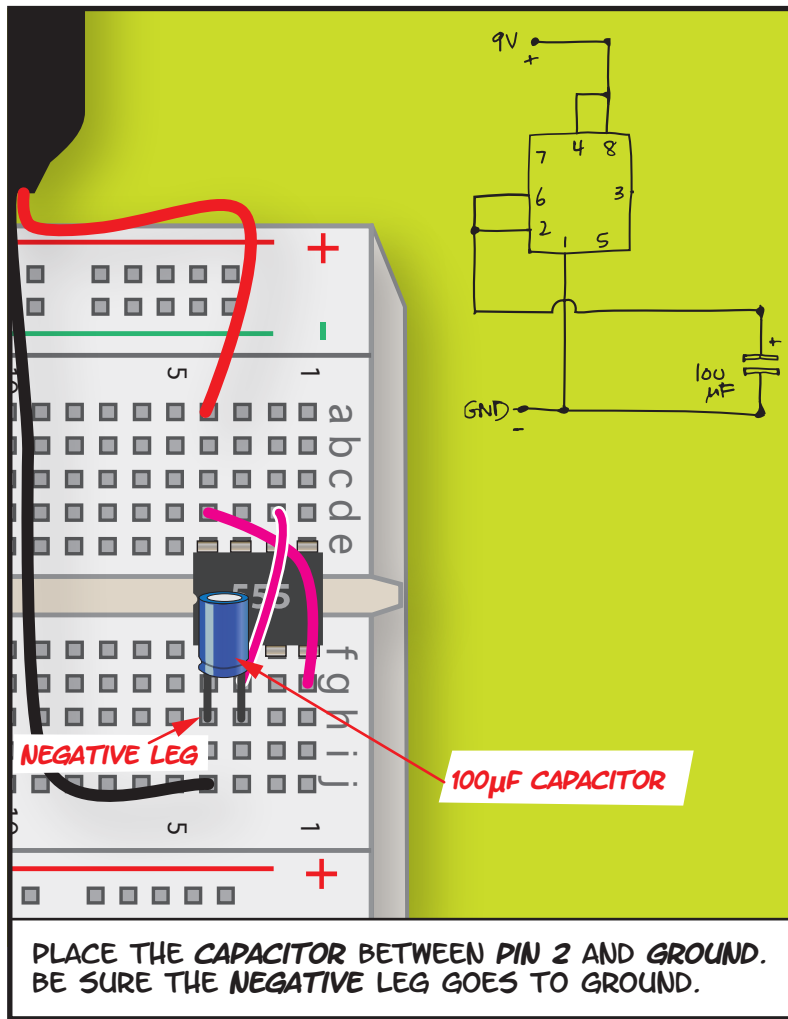 9V
+
7 4 8
6 3
2 1 5
+
100
µF
GND
-
+
-
5 1
a
b
c
d
e
555
f
g
h
i
j
NEGATIVE LEG
100µF CAPACITOR
10 5 1
+
PLACE THE CAPACITOR BETWEEN PIN 2 AND GROUND.
BE SURE THE NEGATIVE LEG GOES TO GROUND.